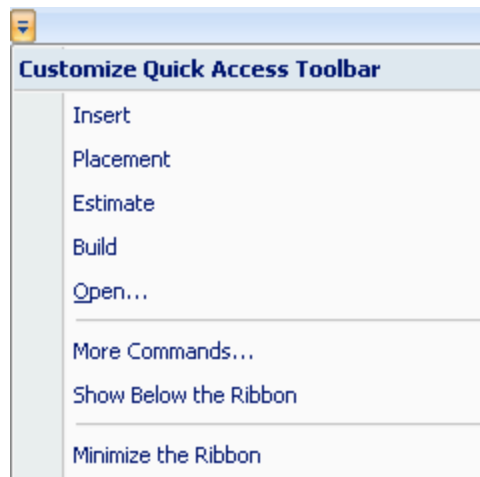 Customize Quick Access Toolbar
Insert
Placement
Estimate
Build
Open...
More Commands...
Show Below the Ribbon
Minimize the Ribbon